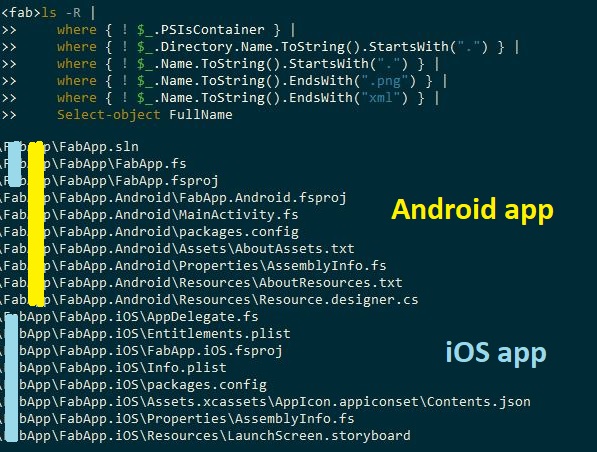 <fab>ls -R |
>> where { ! $_.PSIsContainer } |
>> where { ! $_.Directory.Name.ToString().StartsWith(".") } |
>> where { ! $_.Name.ToString().StartsWith(".") } |
>> where { ! $_.Name.ToString().EndsWith(".png") } |
>> where { ! $_.Name.ToString().EndsWith("xml") } |
>> Select-object FullName
\FabApp\FabApp.sln
\FabApp\FabApp\FabApp.fs
\FabApp\FabApp\FabApp.fsproj
\FabApp\FabApp.Android\FabApp.Android.fsproj
\FabApp\FabApp.Android\MainActivity.fs
\FabApp\FabApp.Android\packages.config
\FabApp\FabApp.Android\Assets\AboutAssets.txt
\FabApp\FabApp.Android\Properties\AssemblyInfo.fs
\FabApp\FabApp.Android\Resources\AboutResources.txt
\FabApp\FabApp.Android\Resources\Resource.designer.cs
Android app
\FabApp\FabApp.iOS\AppDelegate.fs
\FabApp\FabApp.iOS\Entitlements.plist
\FabApp\FabApp.iOS\FabApp.iOS.fsproj
\FabApp\FabApp.iOS\Info.plist
\FabApp\FabApp.iOS\packages.config
\FabApp\FabApp.iOS\Assets.xcassets\AppIcon.appiconset\Contents.json
\FabApp\FabApp.iOS\Properties\AssemblyInfo.fs
\FabApp\FabApp.iOS\Resources\LaunchScreen.storyboard
iOS app